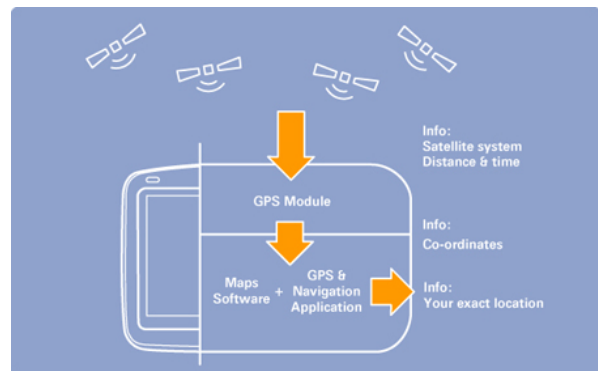 Info:
Satellite system
Distance & time
GPS Module
Info:
Co-ordinates
Maps
Software
+
GPS &
Navigation
Application
Info:
Your exact location